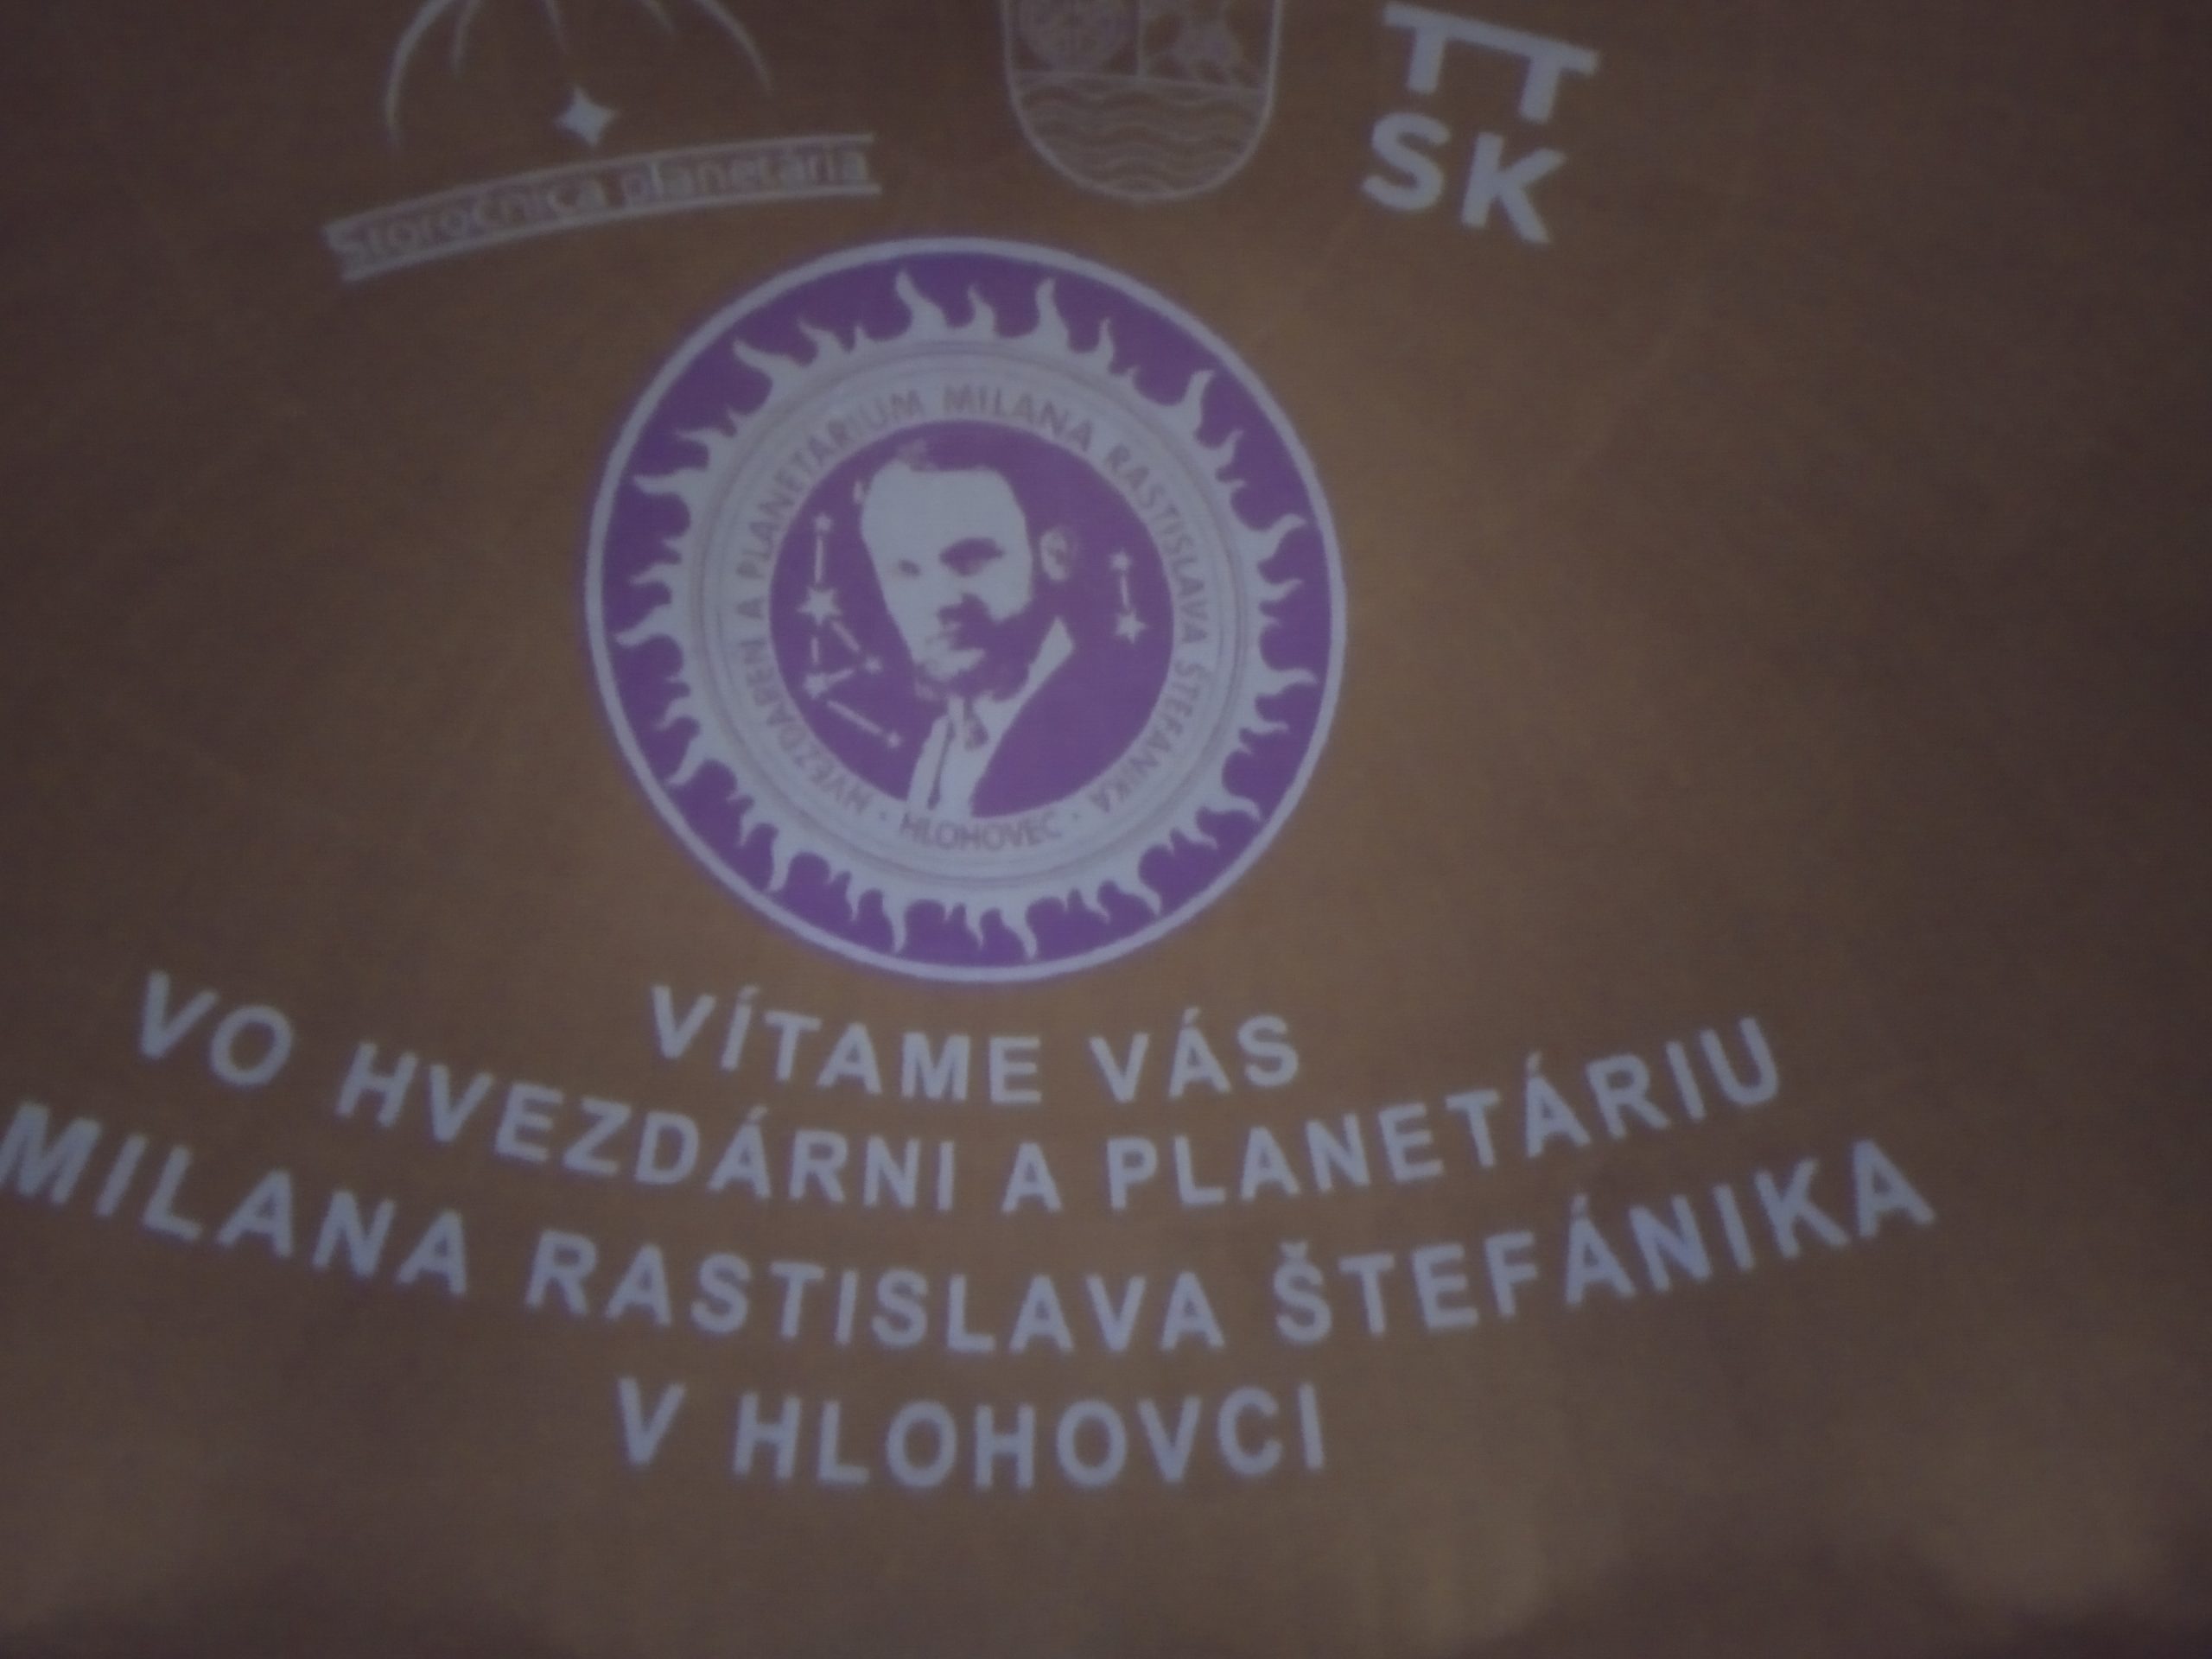 Storočnica planetária
TT
SK
HVEZDÁREŇ A PLANETÁRIUM MILANA RASTISLAVA ŠTEFÁNIKA
· HLOHOVEC ·
VÍTAME VÁS
VO HVEZDÁRNI A PLANETÁRIU
MILANA RASTISLAVA ŠTEFÁNIKA
V HLOHOVCI